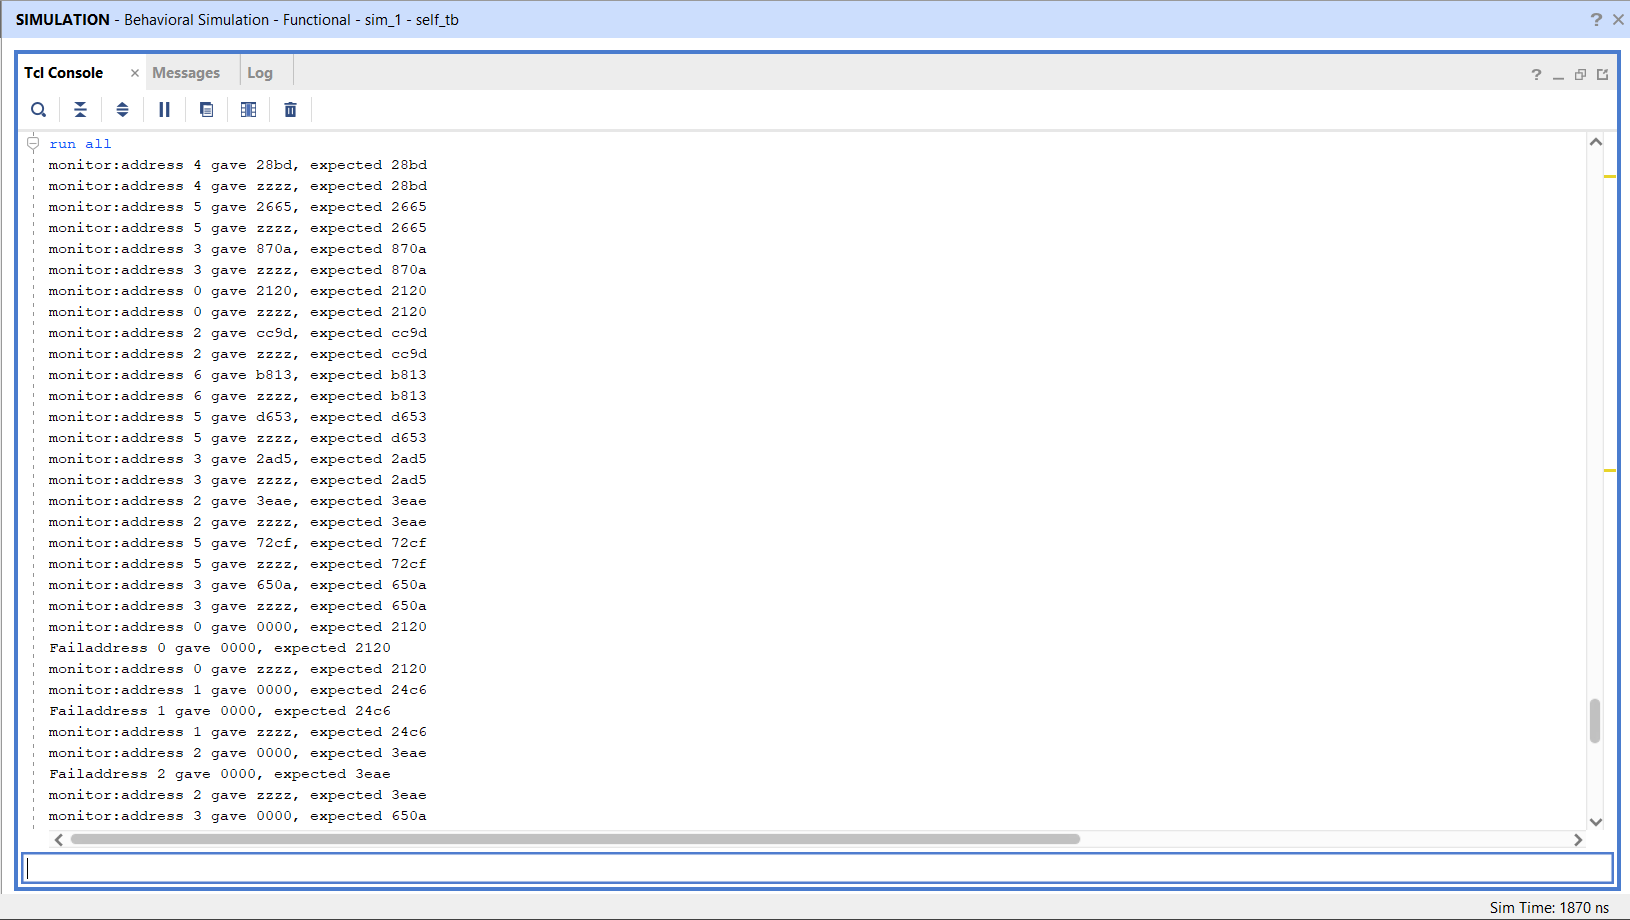 SIMULATION - Behavioral Simulation - Functional - sim_1 - self_tb
Tcl Console
Messages
Log
run all
monitor:address 4 gave 28bd, expected 28bd
monitor:address 4 gave zzzz, expected 28bd
monitor:address 5 gave 2665, expected 2665
monitor:address 5 gave zzzz, expected 2665
monitor:address 3 gave 870a, expected 870a
monitor:address 3 gave zzzz, expected 870a
monitor:address 0 gave 2120, expected 2120
monitor:address 0 gave zzzz, expected 2120
monitor:address 2 gave cc9d, expected cc9d
monitor:address 2 gave zzzz, expected cc9d
monitor:address 6 gave b813, expected b813
monitor:address 6 gave zzzz, expected b813
monitor:address 5 gave d653, expected d653
monitor:address 5 gave zzzz, expected d653
monitor:address 3 gave 2ad5, expected 2ad5
monitor:address 3 gave zzzz, expected 2ad5
monitor:address 2 gave 3eae, expected 3eae
monitor:address 2 gave zzzz, expected 3eae
monitor:address 5 gave 72cf, expected 72cf
monitor:address 5 gave zzzz, expected 72cf
monitor:address 3 gave 650a, expected 650a
monitor:address 3 gave zzzz, expected 650a
monitor:address 0 gave 0000, expected 2120
Failaddress 0 gave 0000, expected 2120
monitor:address 0 gave zzzz, expected 2120
monitor:address 1 gave 0000, expected 24c6
Failaddress 1 gave 0000, expected 24c6
monitor:address 1 gave zzzz, expected 24c6
monitor:address 2 gave 0000, expected 3eae
Failaddress 2 gave 0000, expected 3eae
monitor:address 2 gave zzzz, expected 3eae
monitor:address 3 gave 0000, expected 650a
Sim Time: 1870 ns